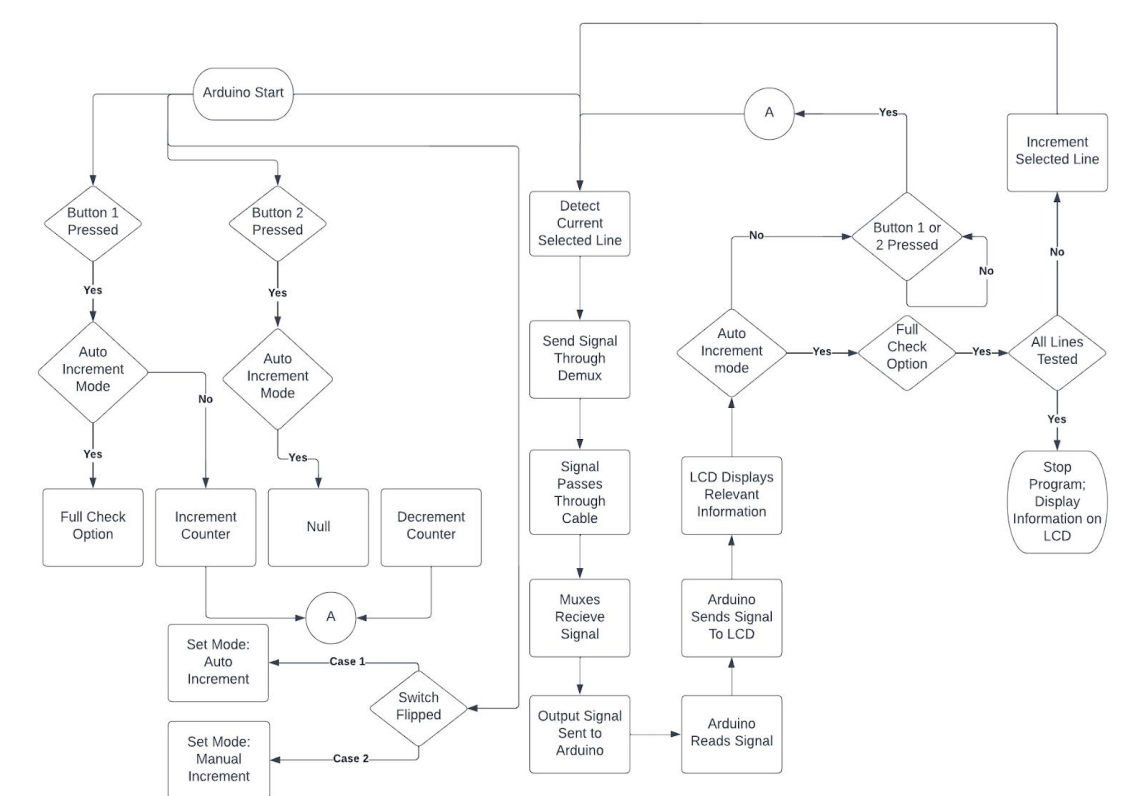 Arduino Start
Button 1
Pressed
Yes
Auto
Increment
Mode
No
Yes
Full Check
Option
Increment
Counter
Button 2
Pressed
Yes
Auto
Increment
Mode
Yes
Null
Decrement
Counter
A
Set Mode:
Auto
Increment
Case 1
Switch
Flipped
Case 2
Set Mode:
Manual
Increment
Detect
Current
Selected Line
Send Signal
Through
Demux
Signal
Passes
Through
Cable
Muxes
Recieve
Signal
Output Signal
Sent to
Arduino
Arduino
Reads Signal
Arduino
Sends Signal
To LCD
LCD Displays
Relevant
Information
Auto
Increment
mode
No
Button 1 or
2 Pressed
No
Yes
A
Yes
Full
Check
Option
Yes
All Lines
Tested
No
Increment
Selected Line
Yes
Stop
Program;
Display
Information on
LCD